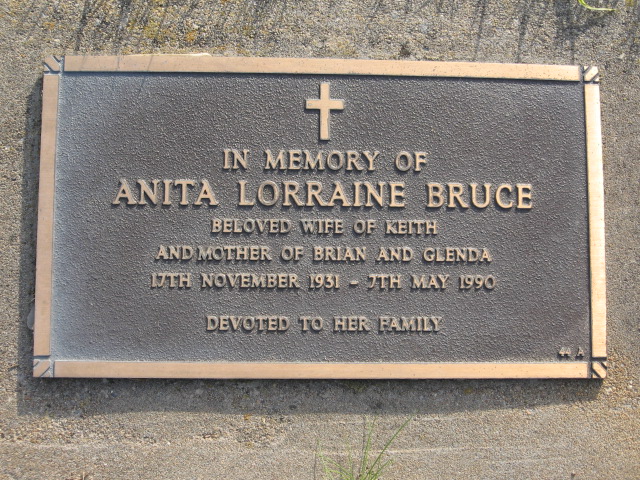 IN MEMORY OF
ANITA LORRAINE BRUCE
BELOVED WIFE OF KEITH
AND MOTHER OF BRIAN AND GLENDA
17TH NOVEMBER 1931 - 7TH MAY 1990
DEVOTED TO HER FAMILY
44 A